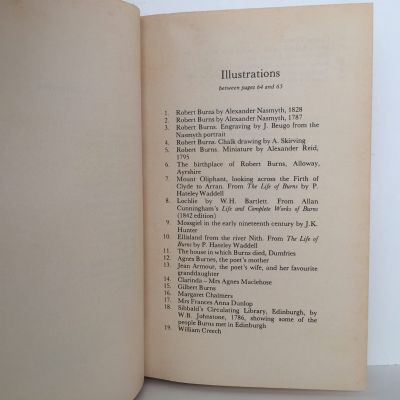 Illustrations
between pages 64 and 65
1. Robert Burns by Alexander Nasmyth, 1828
2. Robert Burns by Alexander Nasmyth, 1787
3. Robert Burns. Engraving by J. Beugo from the
Nasmyth portrait
4. Robert Burns. Chalk drawing by A. Skirving
5. Robert Burns. Miniature by Alexander Reid,
1795
6. The birthplace of Robert Burns, Alloway,
Ayrshire
7. Mount Oliphant, looking across the Firth of
Clyde to Arran. From The Life of Burns by P.
Hateley Waddell
8. Lochlie by W.H. Bartlett. From Allan
Cunningham's Life and Complete Works of Burns
(1842 edition)
9. Mossgiel in the early nineteenth century by J.K.
Hunter
10. Ellisland from the river Nith. From The Life of
Burns by P. Hateley Waddell
11. The house in which Burns died, Dumfries
12. Agnes Burnes, the poet's mother
13. Jean Armour, the poet's wife, and her favourite
granddaughter
14. Clarinda – Mrs Agnes Maclehose
15. Gilbert Burns
16. Margaret Chalmers
17. Mrs Frances Anna Dunlop
18. Sibbald's Circulating Library, Edinburgh, by
W.B. Johnstone, 1786, showing some of the
people Burns met in Edinburgh
19. William Creech